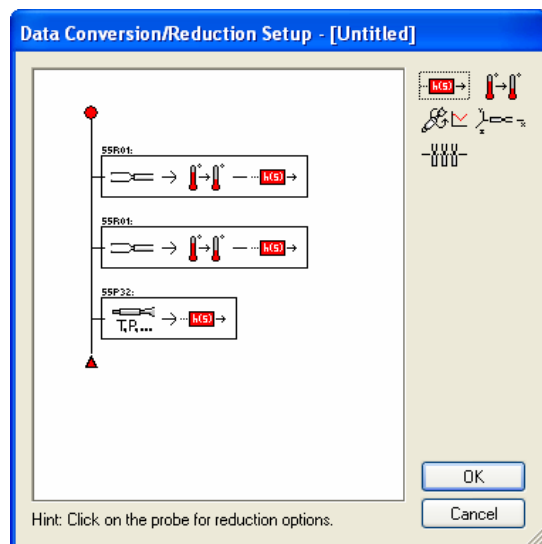 Data Conversion/Reduction Setup - [Untitled]
h(s)
55R01:
h(s)
55R01:
h(s)
55P32:
T,P,...
h(s)
OK
Cancel
Hint: Click on the probe for reduction options.